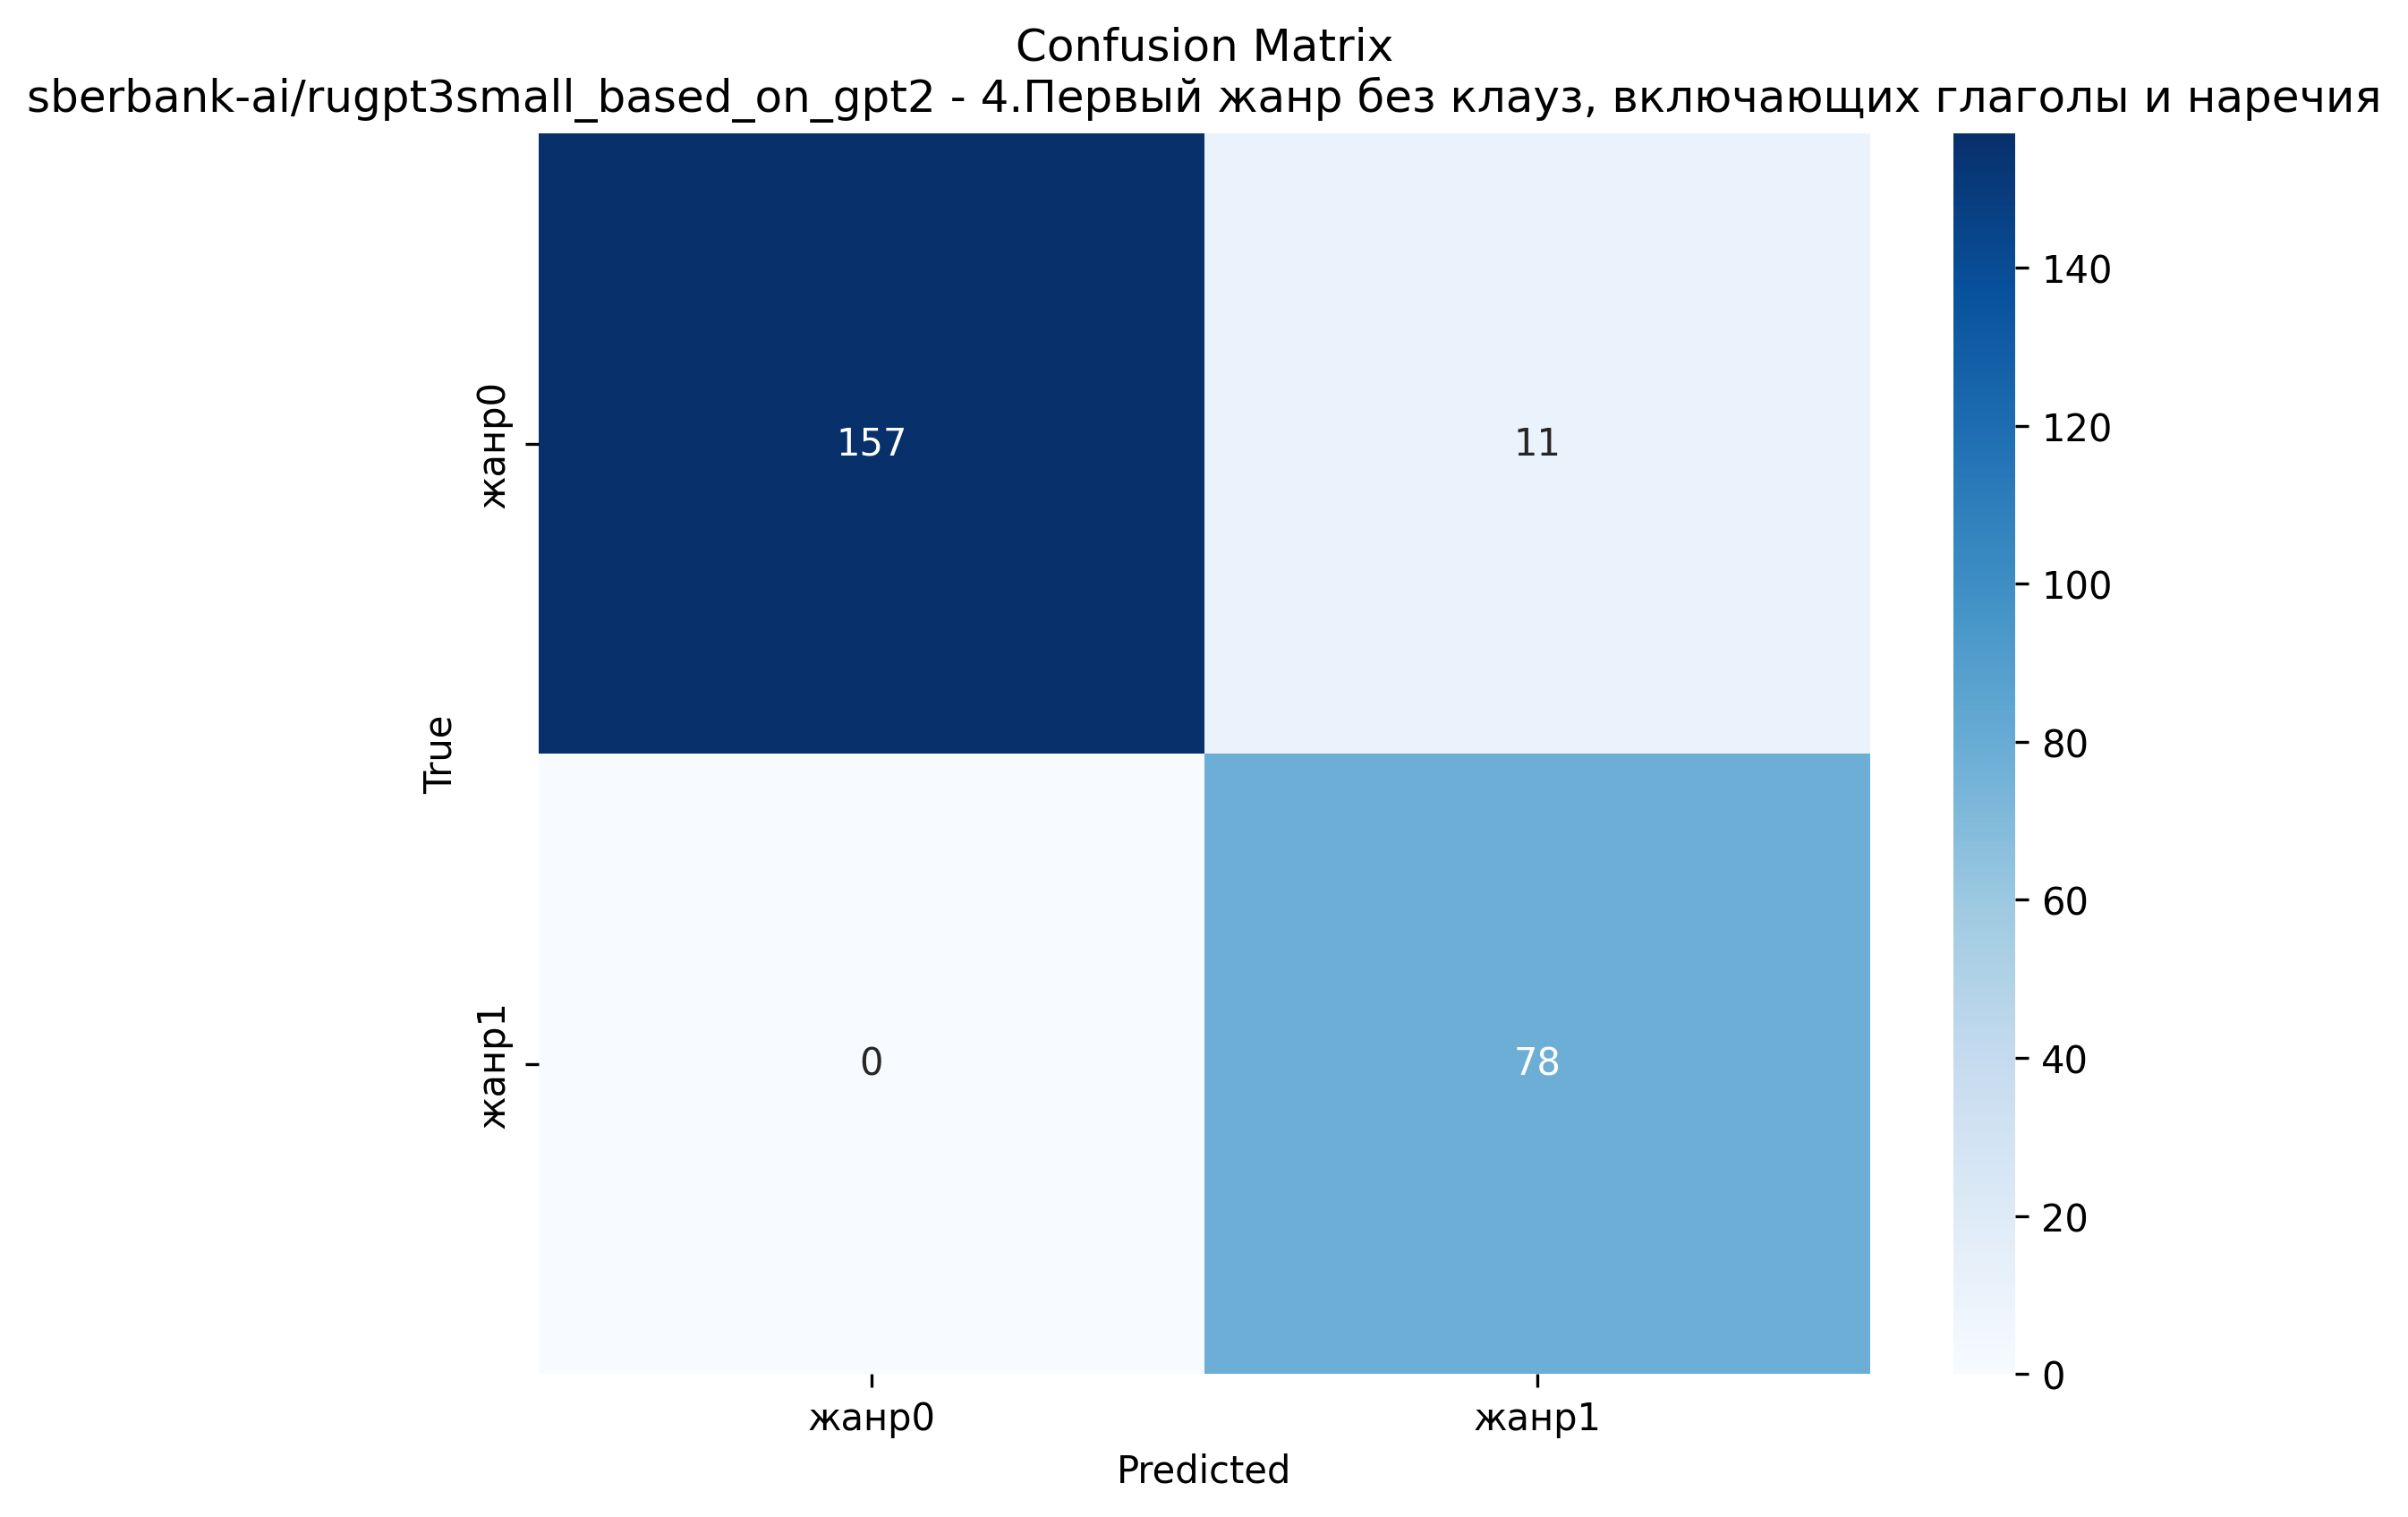 Confusion Matrix
sberbank-ai/rugpt3small_based_on_gpt2 - 4.Первый жанр без клауз, включающих глаголы и наречия
True
жанр0
157
11
жанр1
0
78
жанр0
жанр1
Predicted
140
120
100
80
60
40
20
0